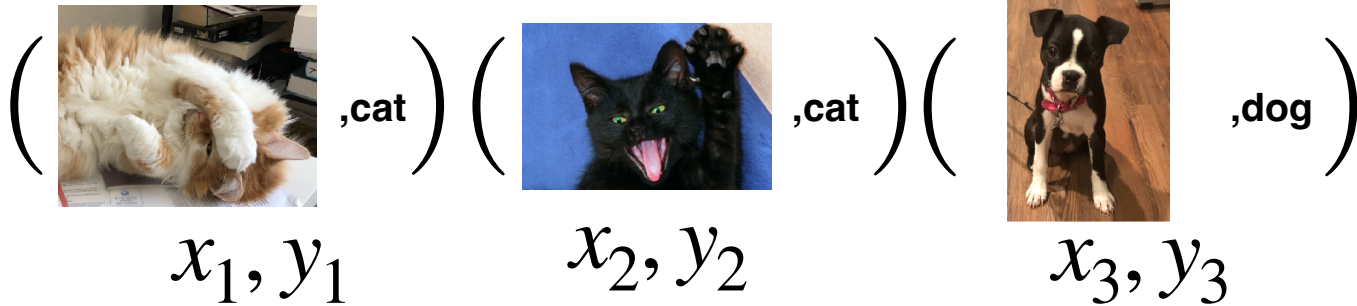 ( ,cat ) ( ,cat ) ( ,dog )
x₁, y₁ x₂, y₂ x₃, y₃